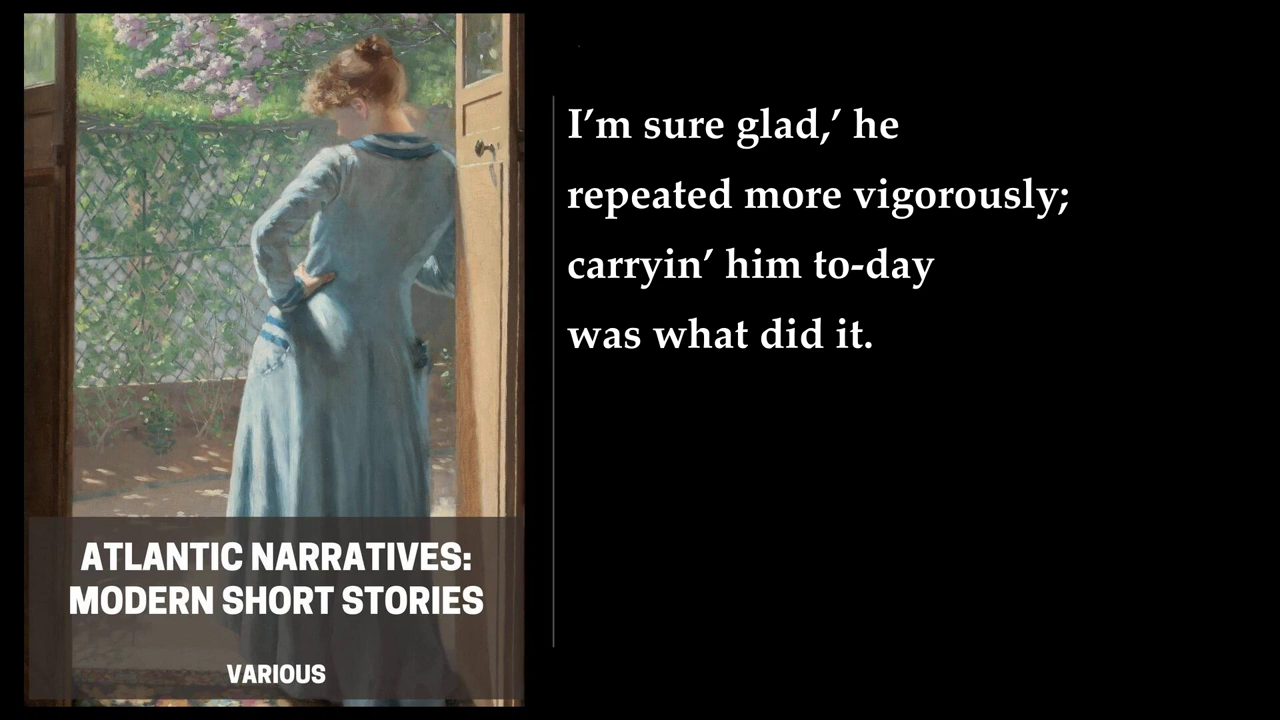 I’m sure glad,’ he
repeated more vigorously;
carryin’ him to-day
was what did it.
ATLANTIC NARRATIVES:
MODERN SHORT STORIES
VARIOUS